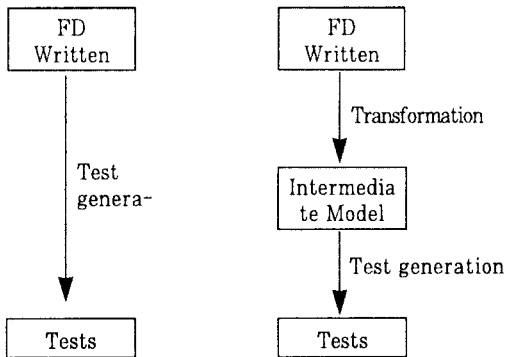 FD
Written
Test
genera-
Tests
FD
Written
Transformation
Intermedia
te Model
Test generation
Tests